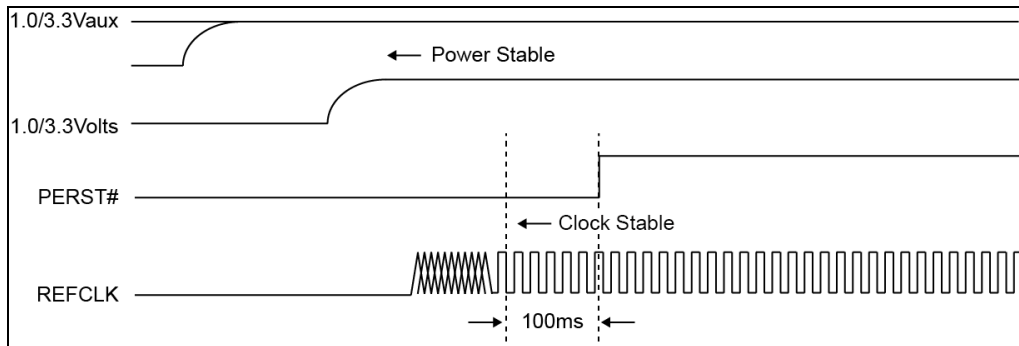 1.0/3.3Vaux
Power Stable
1.0/3.3Volts
PERST#
Clock Stable
REFCLK
100ms